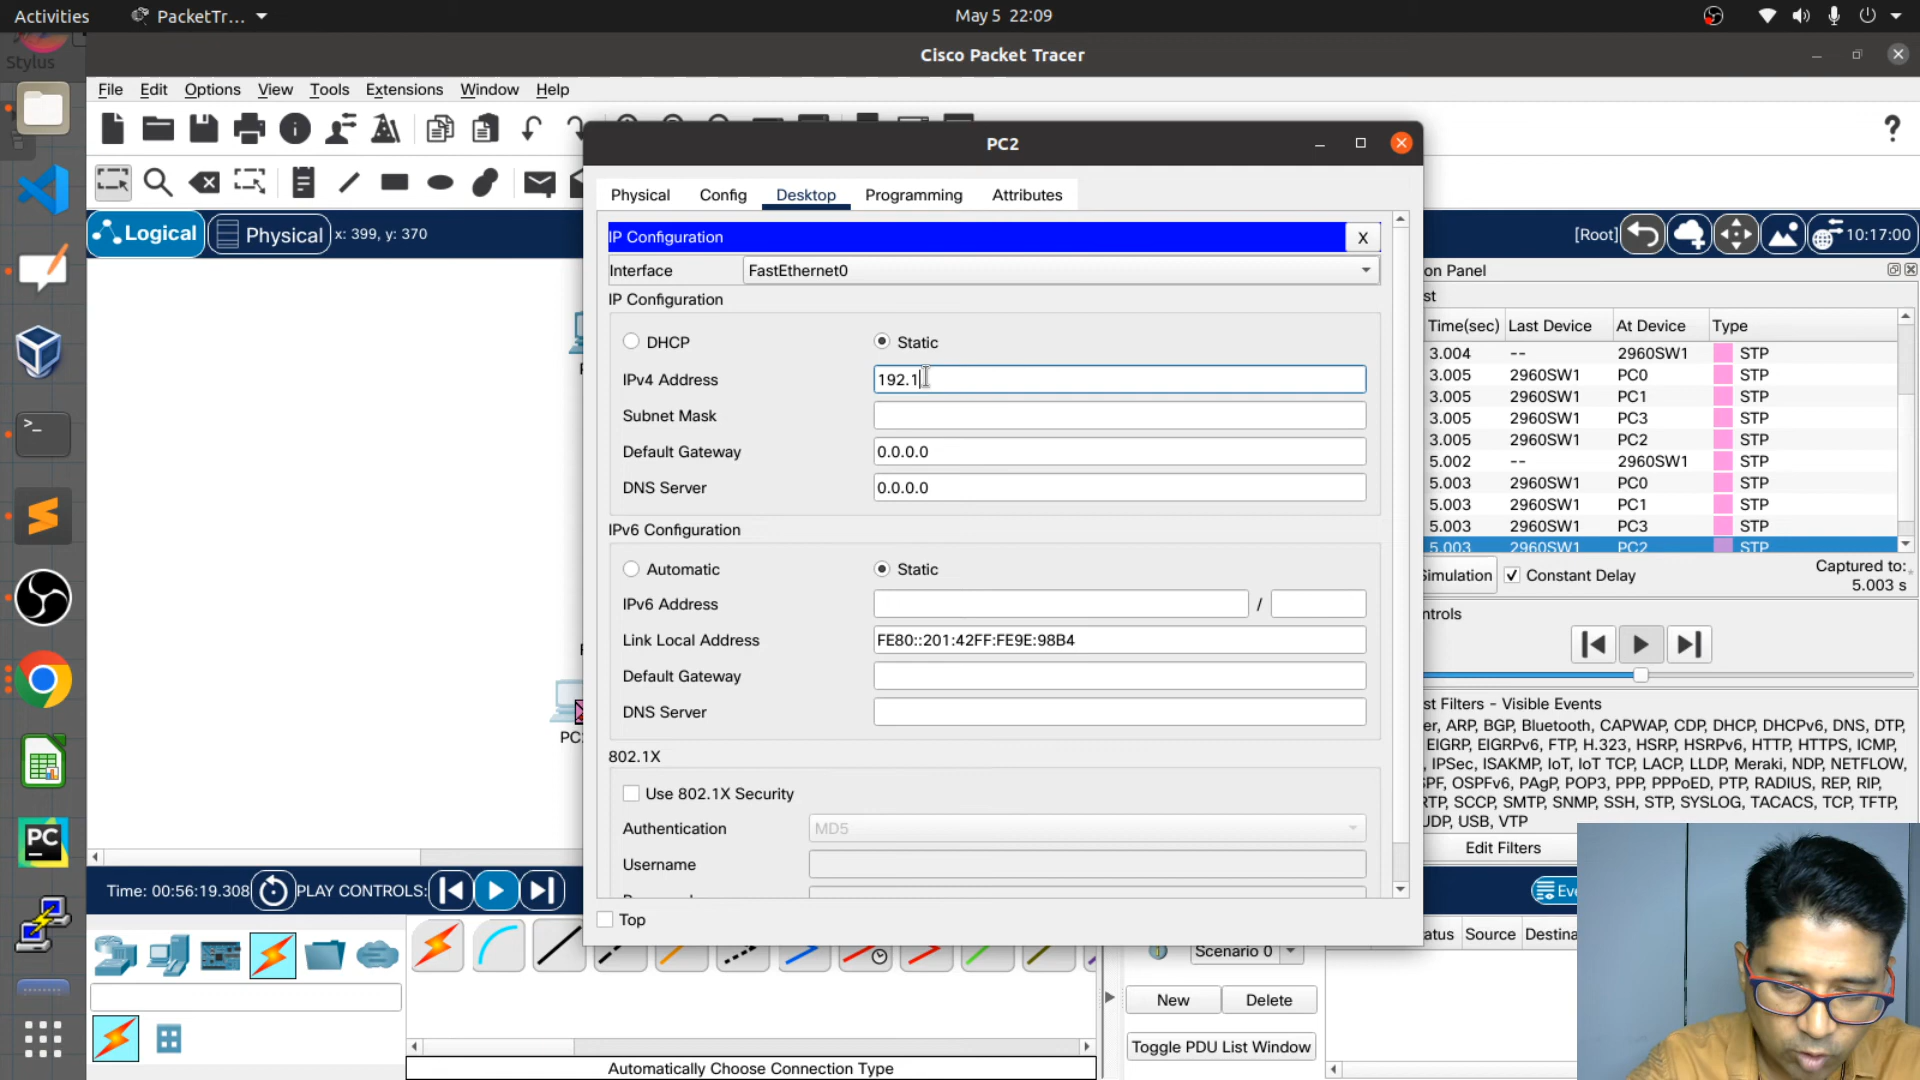 Activities
PacketTr...
May 5 22:09
Stylus
Cisco Packet Tracer
File Edit Options View Tools Extensions Window Help
?
Logical
Physical
x: 399, y: 370
[Root]
10:17:00
PC2
Physical Config Desktop Programming Attributes
IP Configuration
X
Interface
FastEthernet0
IP Configuration
DHCP
Static
IPv4 Address
192.1
Subnet Mask
Default Gateway
0.0.0.0
DNS Server
0.0.0.0
IPv6 Configuration
Automatic
Static
IPv6 Address
/
Link Local Address
FE80::201:42FF:FE9E:98B4
Default Gateway
DNS Server
802.1X
Use 802.1X Security
Authentication
MD5
Username
Top
on Panel
st
Time(sec) Last Device At Device Type
3.004 -- 2960SW1 STP
3.005 2960SW1 PC0 STP
3.005 2960SW1 PC1 STP
3.005 2960SW1 PC3 STP
3.005 2960SW1 PC2 STP
5.002 -- 2960SW1 STP
5.003 2960SW1 PC0 STP
5.003 2960SW1 PC1 STP
5.003 2960SW1 PC3 STP
5.003 2960SW1 PC2 STP
imulation
Constant Delay
Captured to:
5.003 s
ntrols
st Filters - Visible Events
er, ARP, BGP, Bluetooth, CAPWAP, CDP, DHCP, DHCPv6, DNS, DTP,
EIGRP, EIGRPv6, FTP, H.323, HSRP, HSRPv6, HTTP, HTTPS, ICMP,
, IPSec, ISAKMP, IoT, IoT TCP, LACP, LLDP, Meraki, NDP, NETFLOW,
PF, OSPFv6, PAgP, POP3, PPP, PPPoED, PTP, RADIUS, REP, RIP,
RTP, SCCP, SMTP, SNMP, SSH, STP, SYSLOG, TACACS, TCP, TFTP,
UDP, USB, VTP
Edit Filters
PC
Time: 00:56:19.308
PLAY CONTROLS:
Eve
Scenario 0
New
Delete
Toggle PDU List Window
atus Source Destina
Automatically Choose Connection Type